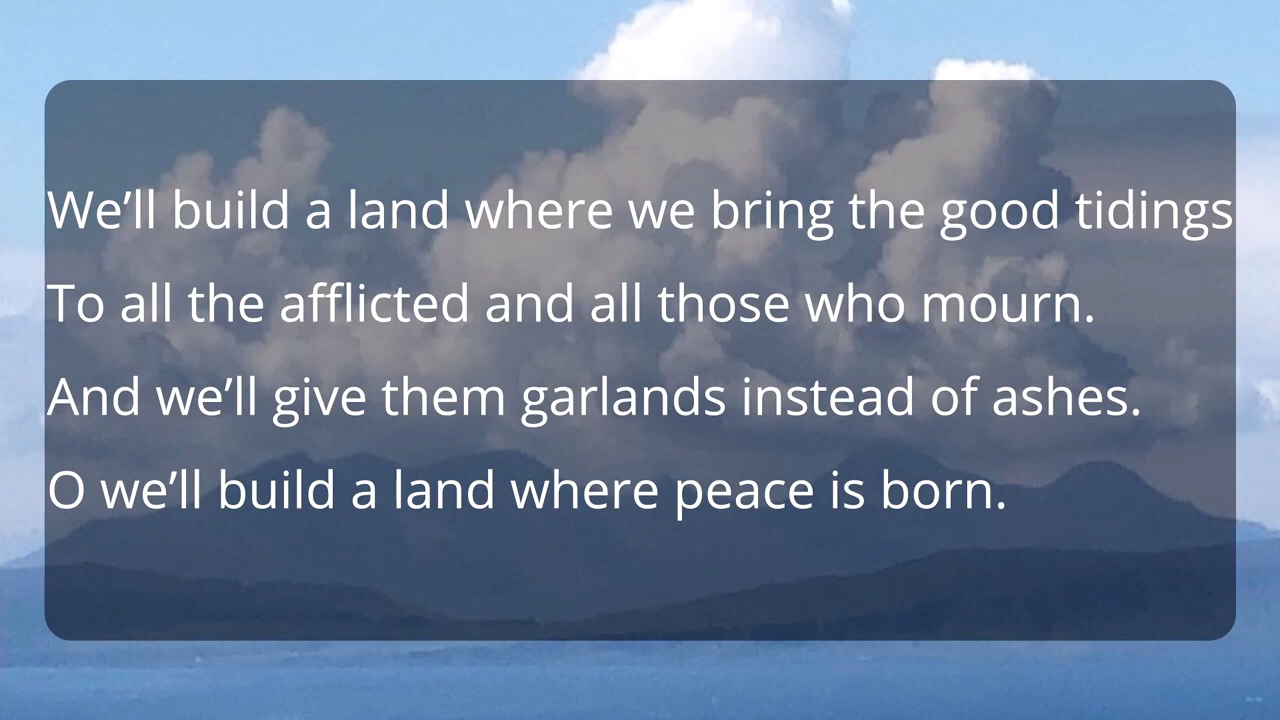 We’ll build a land where we bring the good tidings
To all the afflicted and all those who mourn.
And we’ll give them garlands instead of ashes.
O we’ll build a land where peace is born.